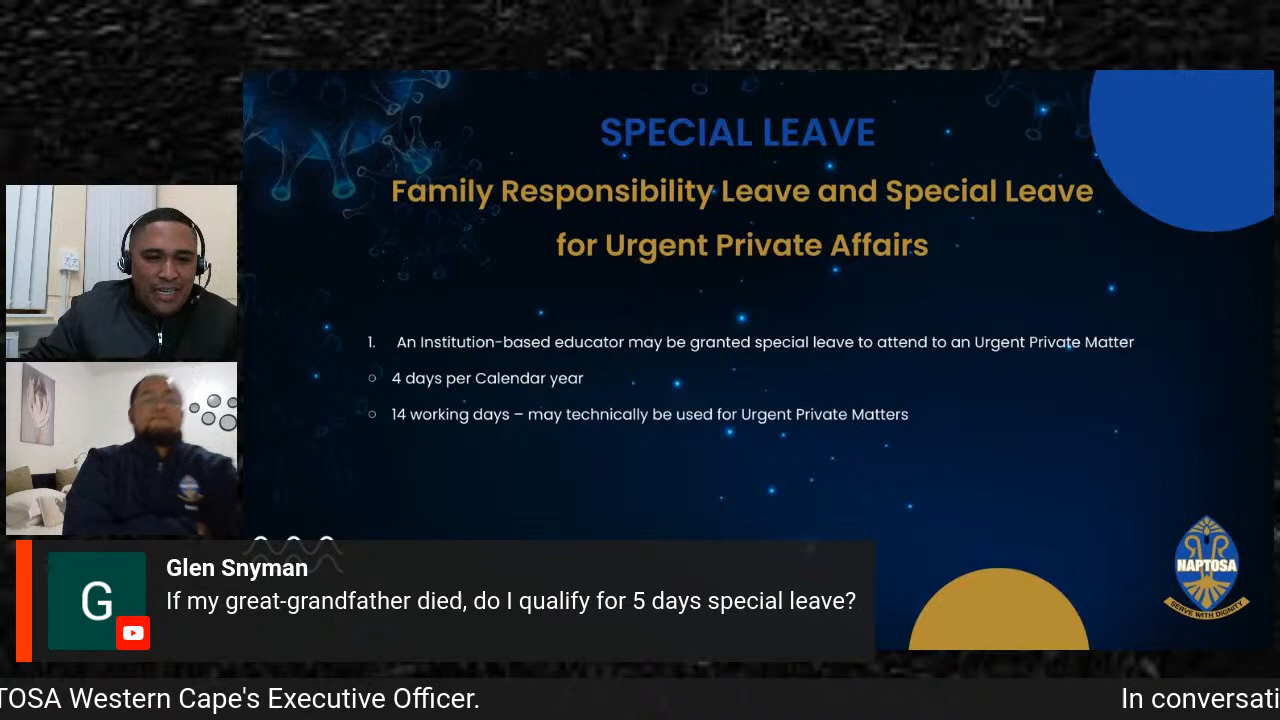 SPECIAL LEAVE
Family Responsibility Leave and Special Leave
for Urgent Private Affairs
1. An Institution-based educator may be granted special leave to attend to an Urgent Private Matter
○ 4 days per Calendar year
○ 14 working days – may technically be used for Urgent Private Matters
NAPTOSA
SERVE WITH DIGNITY
G
Glen Snyman
If my great-grandfather died, do I qualify for 5 days special leave?
TOSA Western Cape's Executive Officer.
In conversati